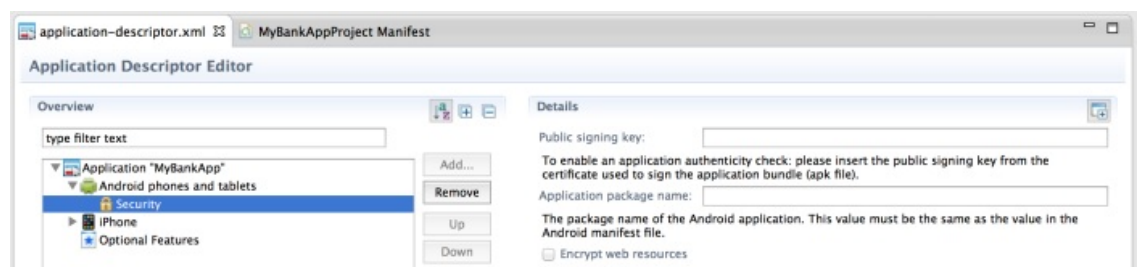 application-descriptor.xml MyBankAppProject Manifest
Application Descriptor Editor
Overview
type filter text
Application "MyBankApp"
Android phones and tablets
Security
iPhone
Optional Features
Add...
Remove
Up
Down
Details
Public signing key:
To enable an application authenticity check: please insert the public signing key from the
certificate used to sign the application bundle (apk file).
Application package name:
The package name of the Android application. This value must be the same as the value in the
Android manifest file.
Encrypt web resources